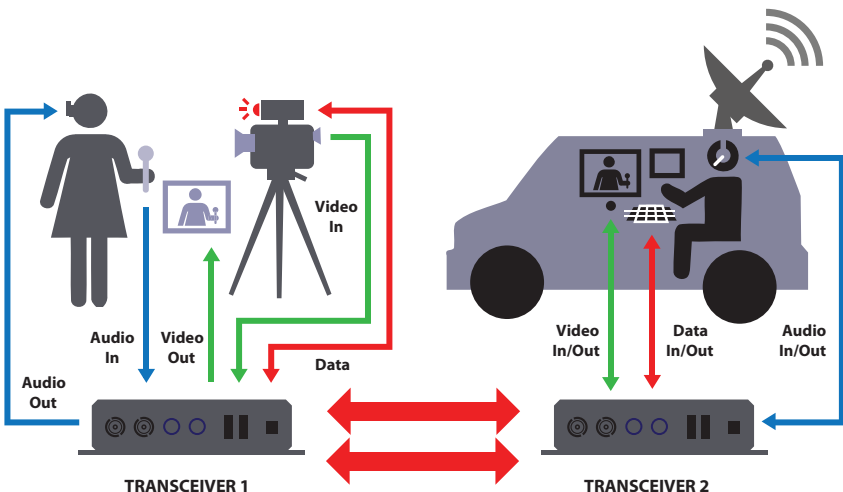 Video
In
Audio
In
Video
Out
Data
Audio
Out
TRANSCEIVER 1
Video
In/Out
Data
In/Out
Audio
In/Out
TRANSCEIVER 2